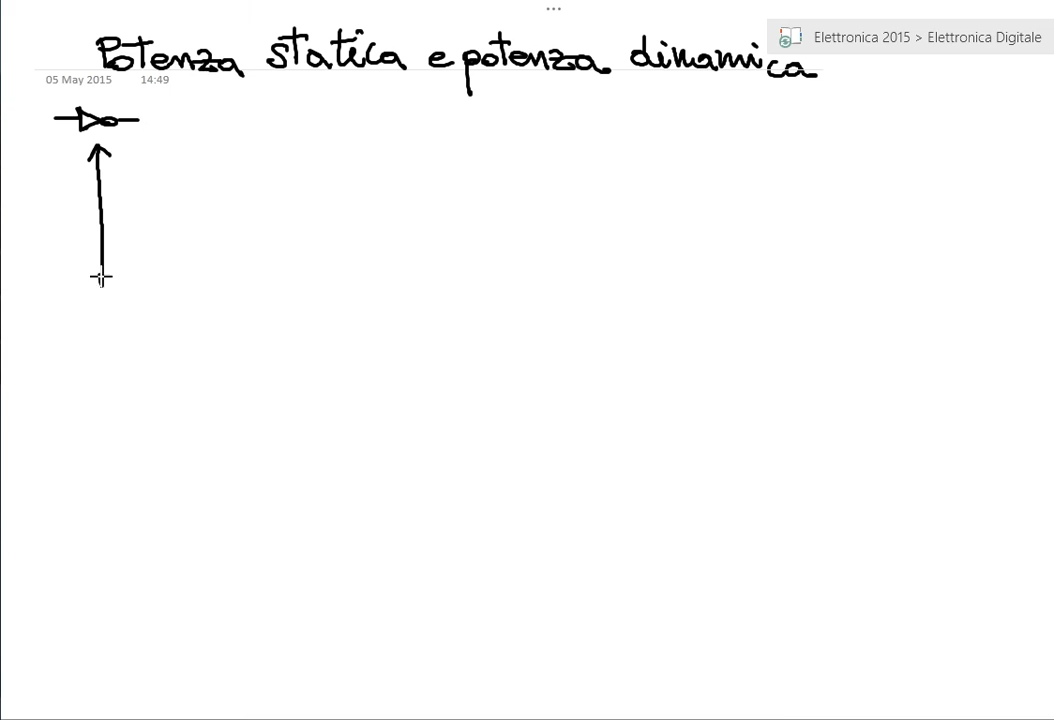 Elettronica 2015 > Elettronica Digitale
Potenza statica e potenza dinamica
05 May 2015 14:49